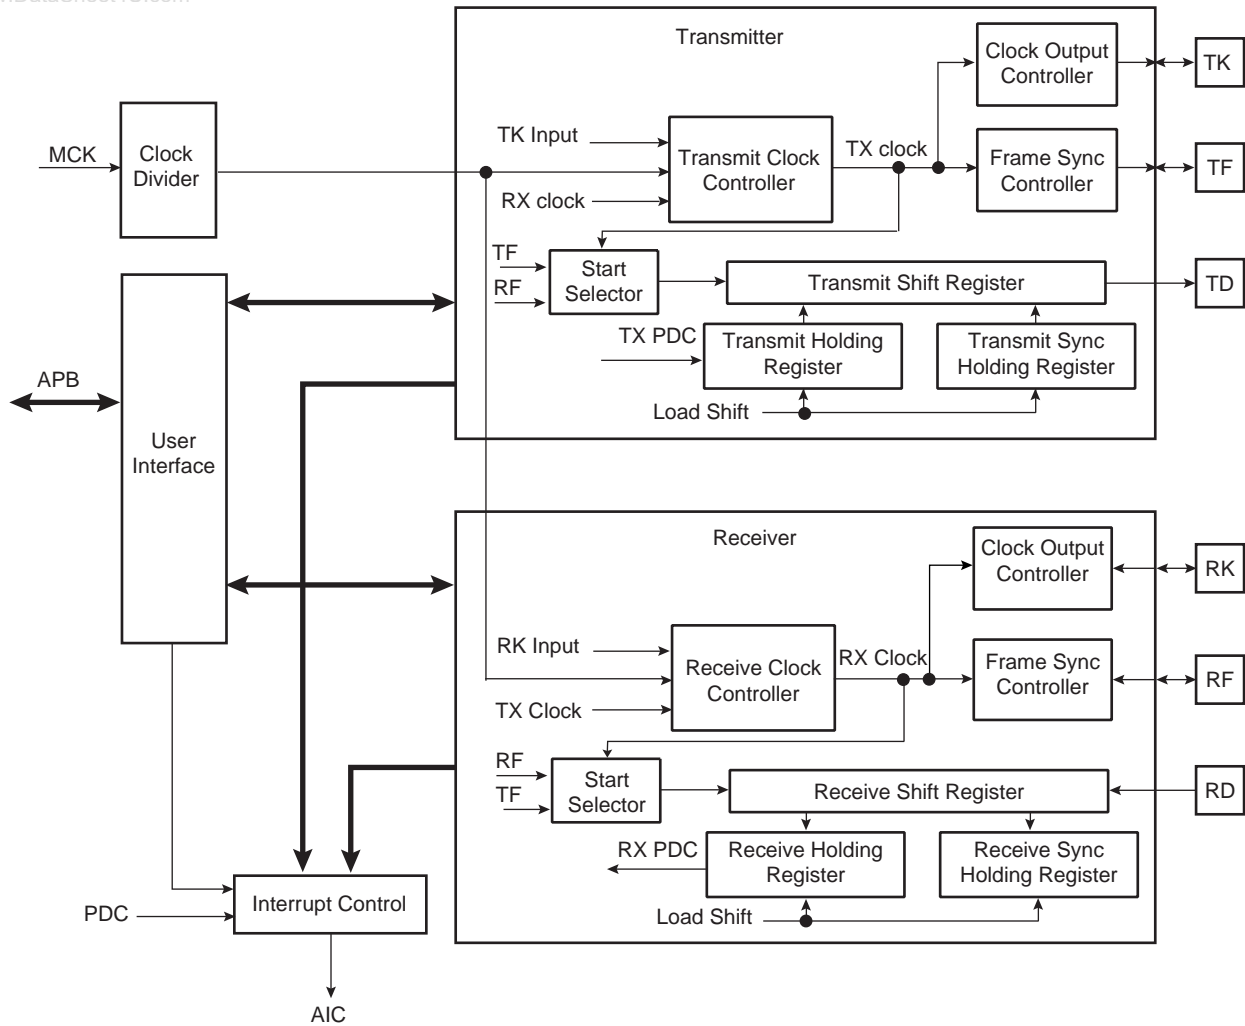 Transmitter
Clock Output
Controller
TK
MCK
Clock
Divider
TK Input
Transmit Clock
Controller
RX clock
TX clock
Frame Sync
Controller
TF
TF
RF
Start
Selector
Transmit Shift Register
TD
TX PDC
Transmit Holding
Register
Transmit Sync
Holding Register
Load Shift
APB
User
Interface
Receiver
Clock Output
Controller
RK
RK Input
Receive Clock
Controller
TX Clock
RX Clock
Frame Sync
Controller
RF
RF
TF
Start
Selector
Receive Shift Register
RD
RX PDC
Receive Holding
Register
Receive Sync
Holding Register
Load Shift
PDC
Interrupt Control
AIC